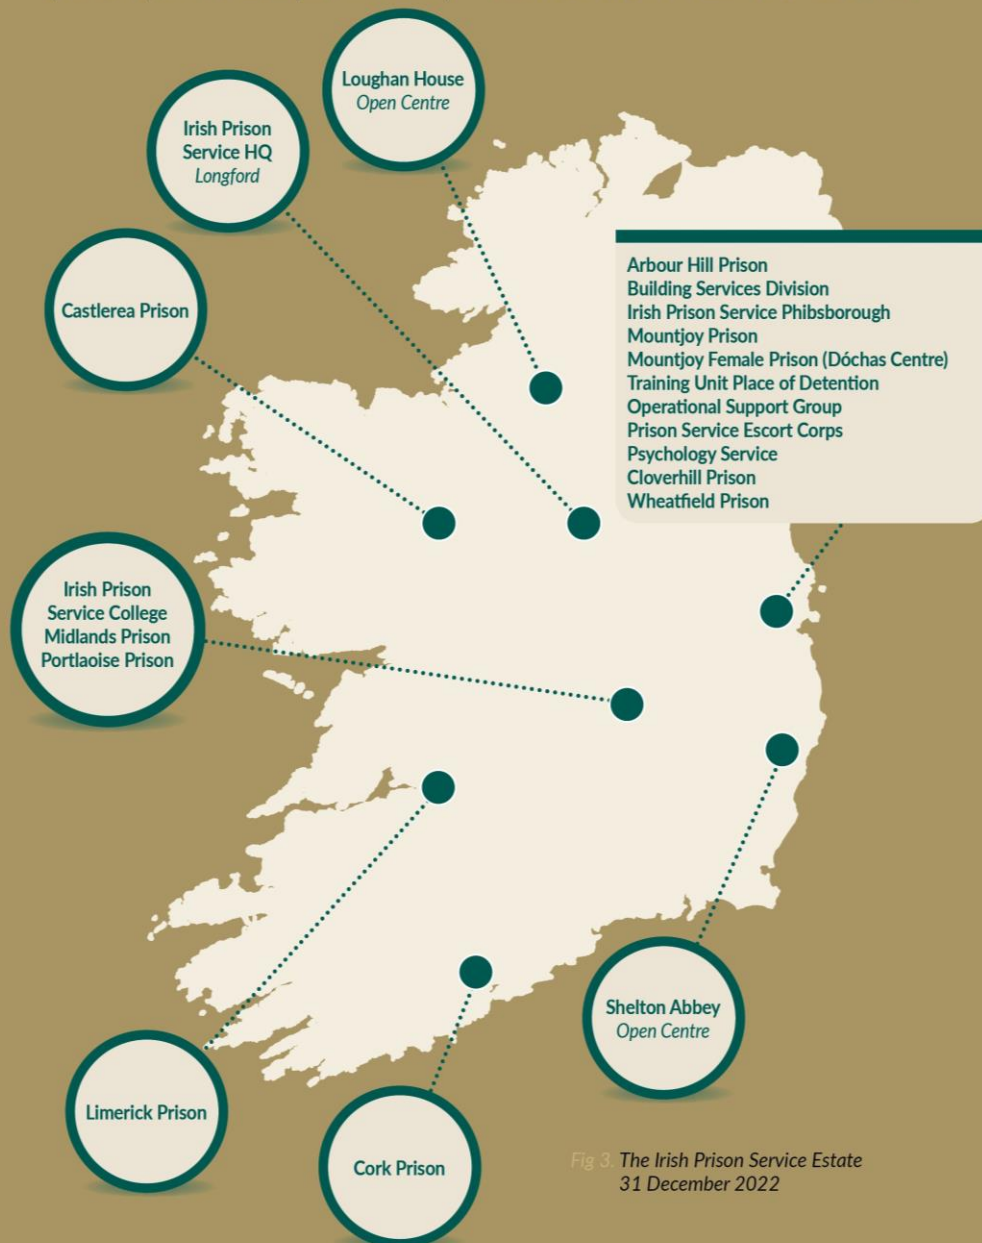 Loughan House
Open Centre
Irish Prison
Service HQ
Longford
Castlerea Prison
Arbour Hill Prison
Building Services Division
Irish Prison Service Phibsborough
Mountjoy Prison
Mountjoy Female Prison (Dóchas Centre)
Training Unit Place of Detention
Operational Support Group
Prison Service Escort Corps
Psychology Service
Cloverhill Prison
Wheatfield Prison
Irish Prison
Service College
Midlands Prison
Portlaoise Prison
Shelton Abbey
Open Centre
Limerick Prison
Cork Prison
Fig 3. The Irish Prison Service Estate
31 December 2022